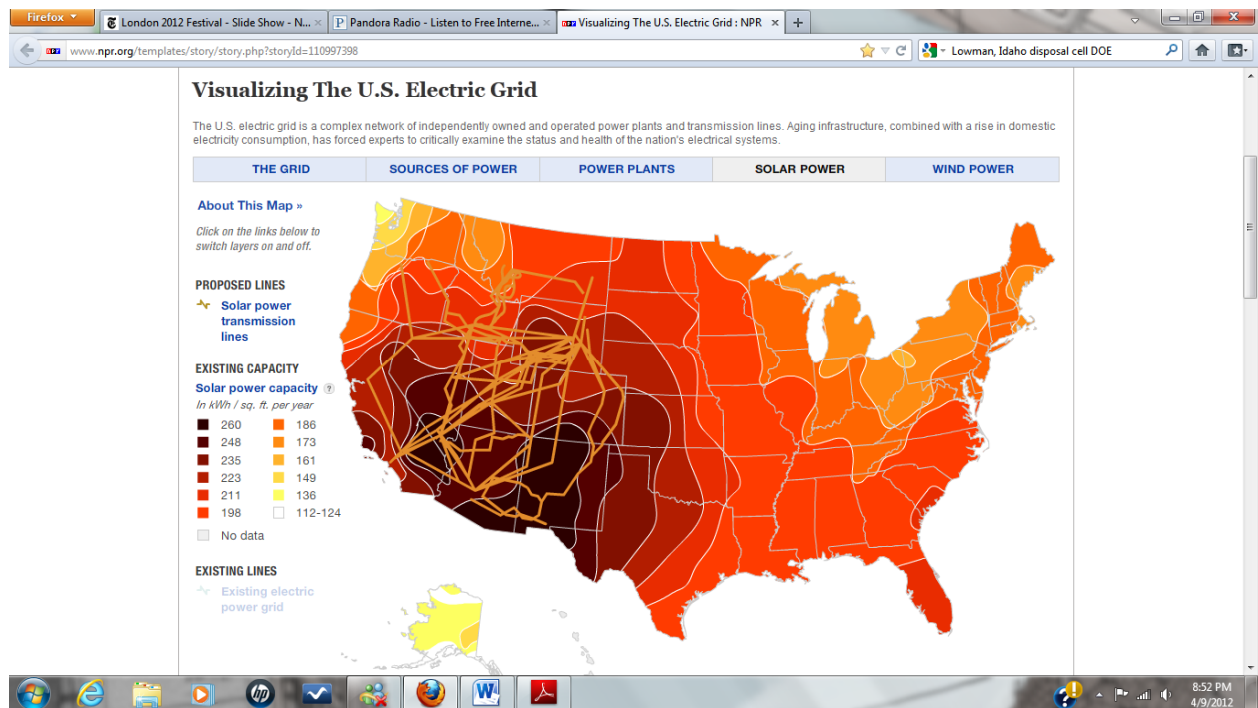 Firefox
London 2012 Festival - Slide Show - N...
Pandora Radio - Listen to Free Interne...
Visualizing The U.S. Electric Grid : NPR
www.npr.org/templates/story/story.php?storyId=110997398
Lowman, Idaho disposal cell DOE
Visualizing The U.S. Electric Grid
The U.S. electric grid is a complex network of independently owned and operated power plants and transmission lines. Aging infrastructure, combined with a rise in domestic
electricity consumption, has forced experts to critically examine the status and health of the nation's electrical systems.
THE GRID
SOURCES OF POWER
POWER PLANTS
SOLAR POWER
WIND POWER
About This Map »
Click on the links below to
switch layers on and off.
PROPOSED LINES
Solar power
transmission
lines
EXISTING CAPACITY
Solar power capacity ?
In kWh / sq. ft. per year
260 186
248 173
235 161
223 149
211 136
198 112-124
No data
EXISTING LINES
Existing electric
power grid
hp
W
8:52 PM
4/9/2012